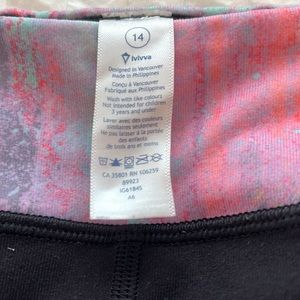 14
ivivva
Designed in Vancouver
Made in Philippines
Conçu à Vancouver
Fabriqué aux Philippines
Wash with like colours
Not intended for children
3 years and under
Laver avec des couleurs
similaires seulement
Ne pas laisser à la portée
des enfants
de trois ans et moins
CA 35801 RN 106259
89923
IG61B4S
A6